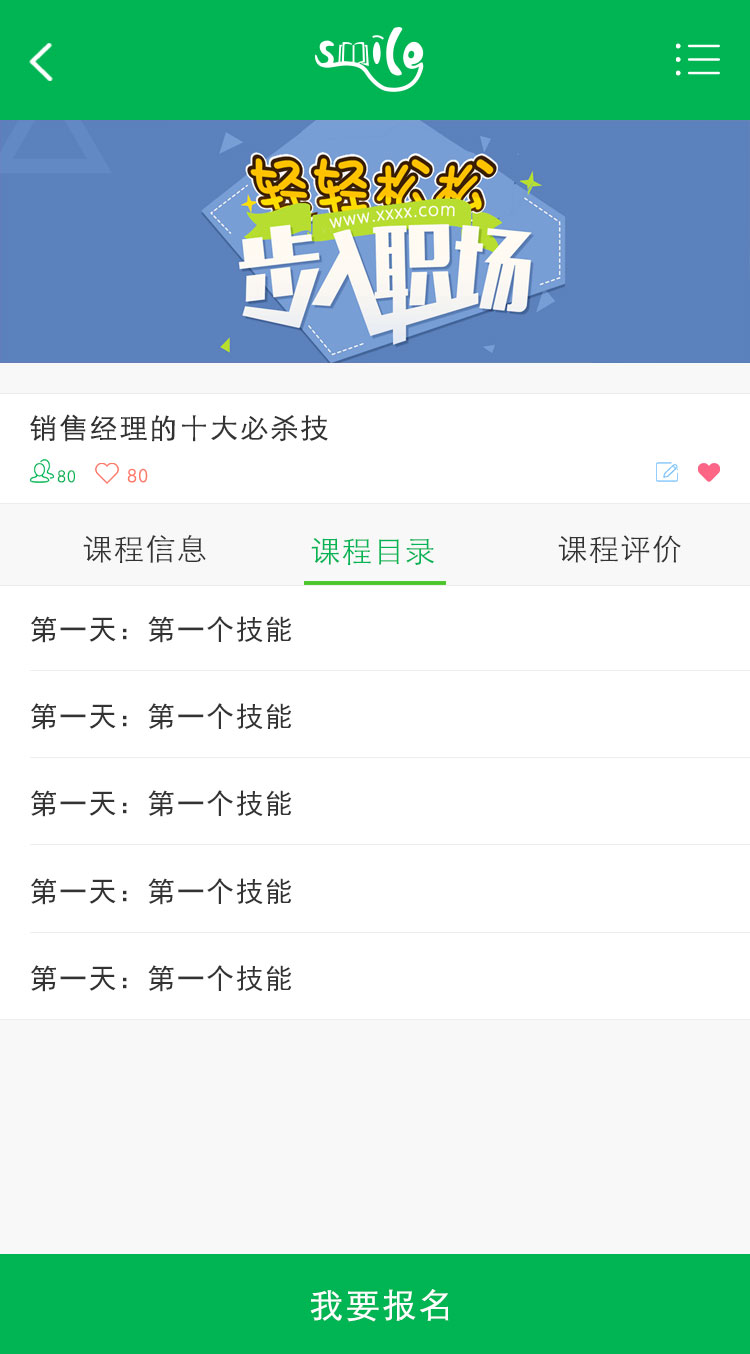 smile
轻轻松松
www.xxxx.com
步入职场
销售经理的十大必杀技
80 80
课程信息 课程目录 课程评价
第一天：第一个技能
第一天：第一个技能
第一天：第一个技能
第一天：第一个技能
第一天：第一个技能
我要报名